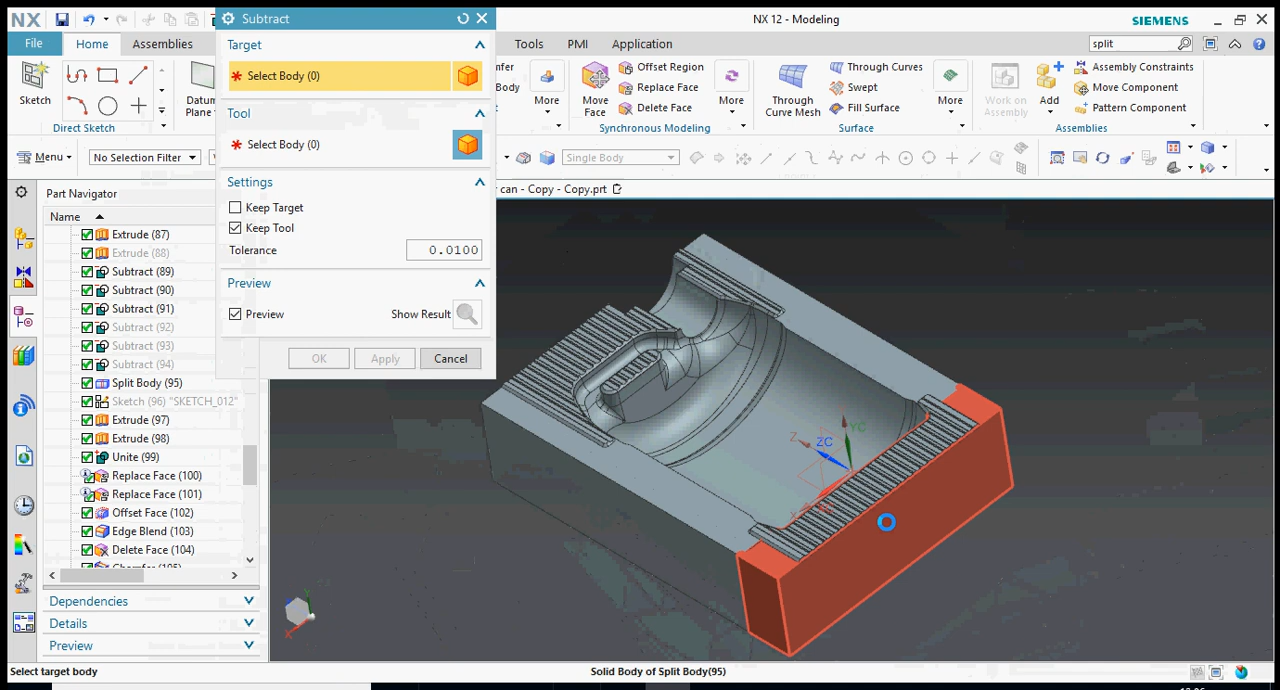 NX
Subtract
NX 12 - Modeling
SIEMENS
File
Home
Assemblies
Tools
PMI
Application
split
Target
Select Body (0)
Tool
Select Body (0)
Settings
Keep Target
Keep Tool
Tolerance
0.0100
Preview
Preview
Show Result
OK
Apply
Cancel
Sketch
Datum
Plane
Direct Sketch
Body
More
Move
Face
Offset Region
Replace Face
Delete Face
More
Synchronous Modeling
Through
Curve Mesh
Through Curves
Swept
Fill Surface
More
Surface
Work on
Assembly
Add
Assembly Constraints
Move Component
Pattern Component
Assemblies
Menu
No Selection Filter
Single Body
can - Copy - Copy.prt
Part Navigator
Name
Extrude (87)
Extrude (88)
Subtract (89)
Subtract (90)
Subtract (91)
Subtract (92)
Subtract (93)
Subtract (94)
Split Body (95)
Sketch (96) "SKETCH_012"
Extrude (97)
Extrude (98)
Unite (99)
Replace Face (100)
Replace Face (101)
Offset Face (102)
Edge Blend (103)
Delete Face (104)
Dependencies
Details
Preview
ZC
YC
Z
X
Select target body
Solid Body of Split Body(95)